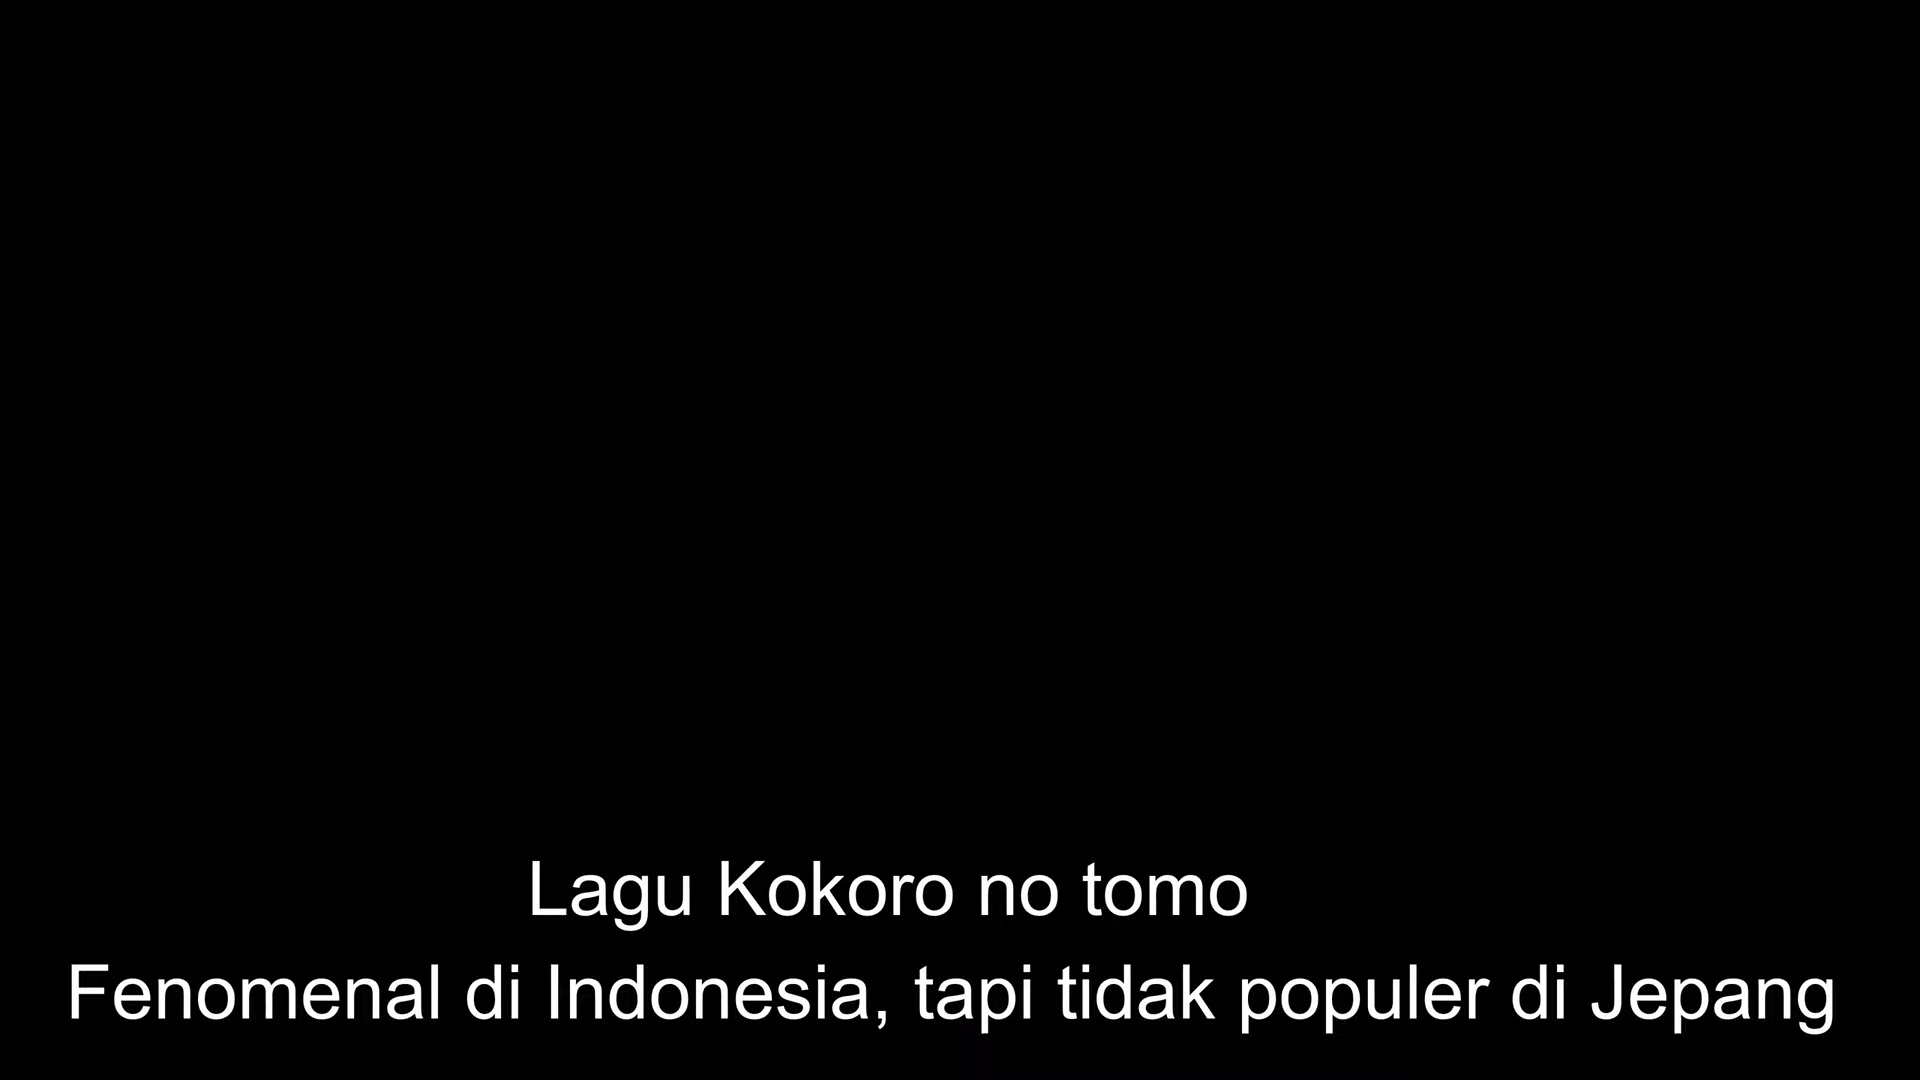 Lagu Kokoro no tomo
Fenomenal di Indonesia, tapi tidak populer di Jepang